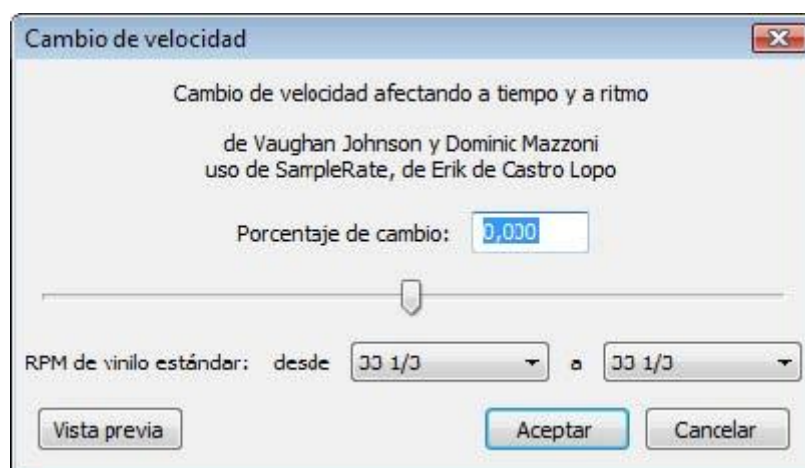 Cambio de velocidad
Cambio de velocidad afectando a tiempo y a ritmo
de Vaughan Johnson y Dominic Mazzoni
uso de SampleRate, de Erik de Castro Lopo
Porcentaje de cambio: 0,000
RPM de vinilo estándar: desde 33 1/3 a 33 1/3
Vista previa Aceptar Cancelar